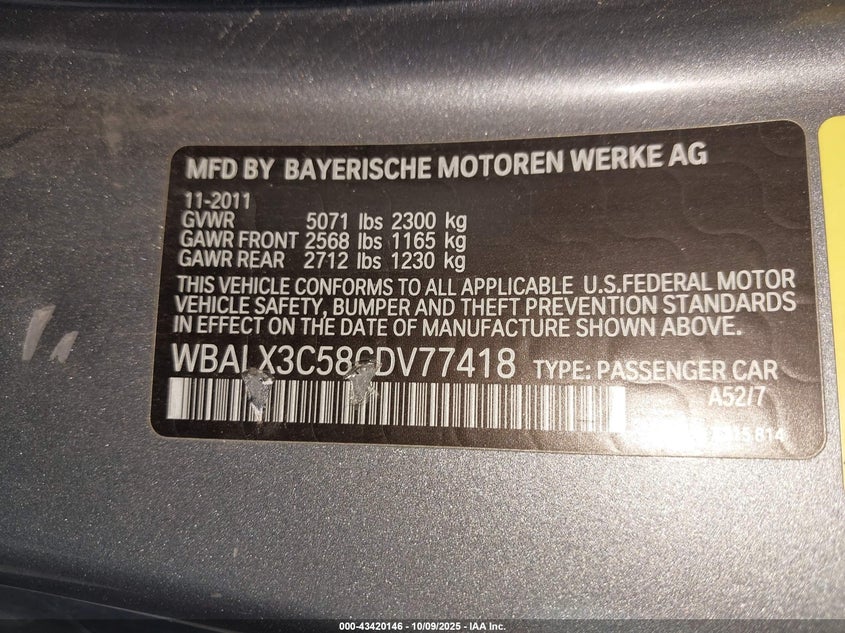 MFD BY BAYERISCHE MOTOREN WERKE AG
11-2011
GVWR 5071 lbs 2300 kg
GAWR FRONT 2568 lbs 1165 kg
GAWR REAR 2712 lbs 1230 kg
THIS VEHICLE CONFORMS TO ALL APPLICABLE U.S.FEDERAL MOTOR
VEHICLE SAFETY, BUMPER AND THEFT PREVENTION STANDARDS
IN EFFECT ON THE DATE OF MANUFACTURE SHOWN ABOVE.
WBALX3C58CDV77418 TYPE: PASSENGER CAR
A52/7
000-43420146 - 10/09/2025 - IAA Inc.